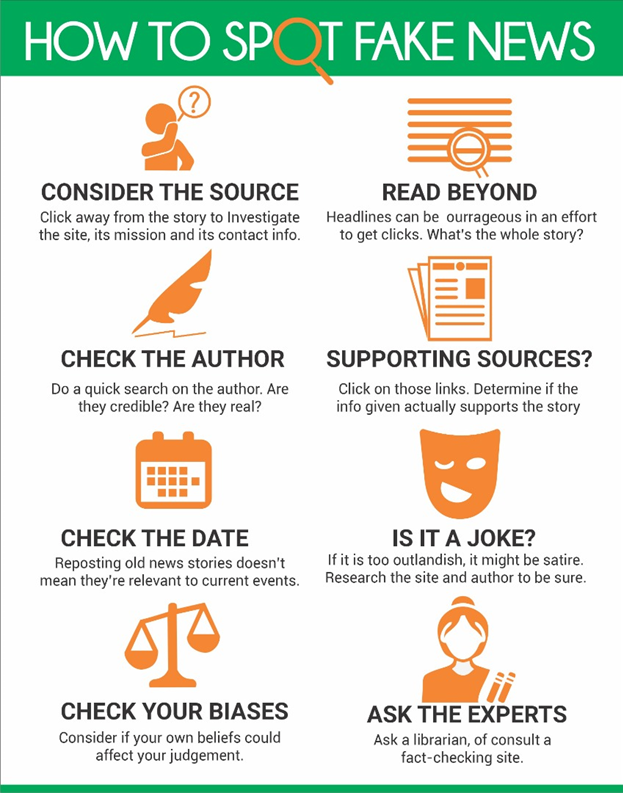 HOW TO SPOT FAKE NEWS
?
CONSIDER THE SOURCE
Click away from the story to Investigate
the site, its mission and its contact info.
READ BEYOND
Headlines can be ourrageous in an effort
to get clicks. What's the whole story?
CHECK THE AUTHOR
Do a quick search on the author. Are
they credible? Are they real?
SUPPORTING SOURCES?
Click on those links. Determine if the
info given actually supports the story
CHECK THE DATE
Reposting old news stories doesn't
mean they're relevant to current events.
IS IT A JOKE?
If it is too outlandish, it might be satire.
Research the site and author to be sure.
CHECK YOUR BIASES
Consider if your own beliefs could
affect your judgement.
ASK THE EXPERTS
Ask a librarian, of consult a
fact-checking site.